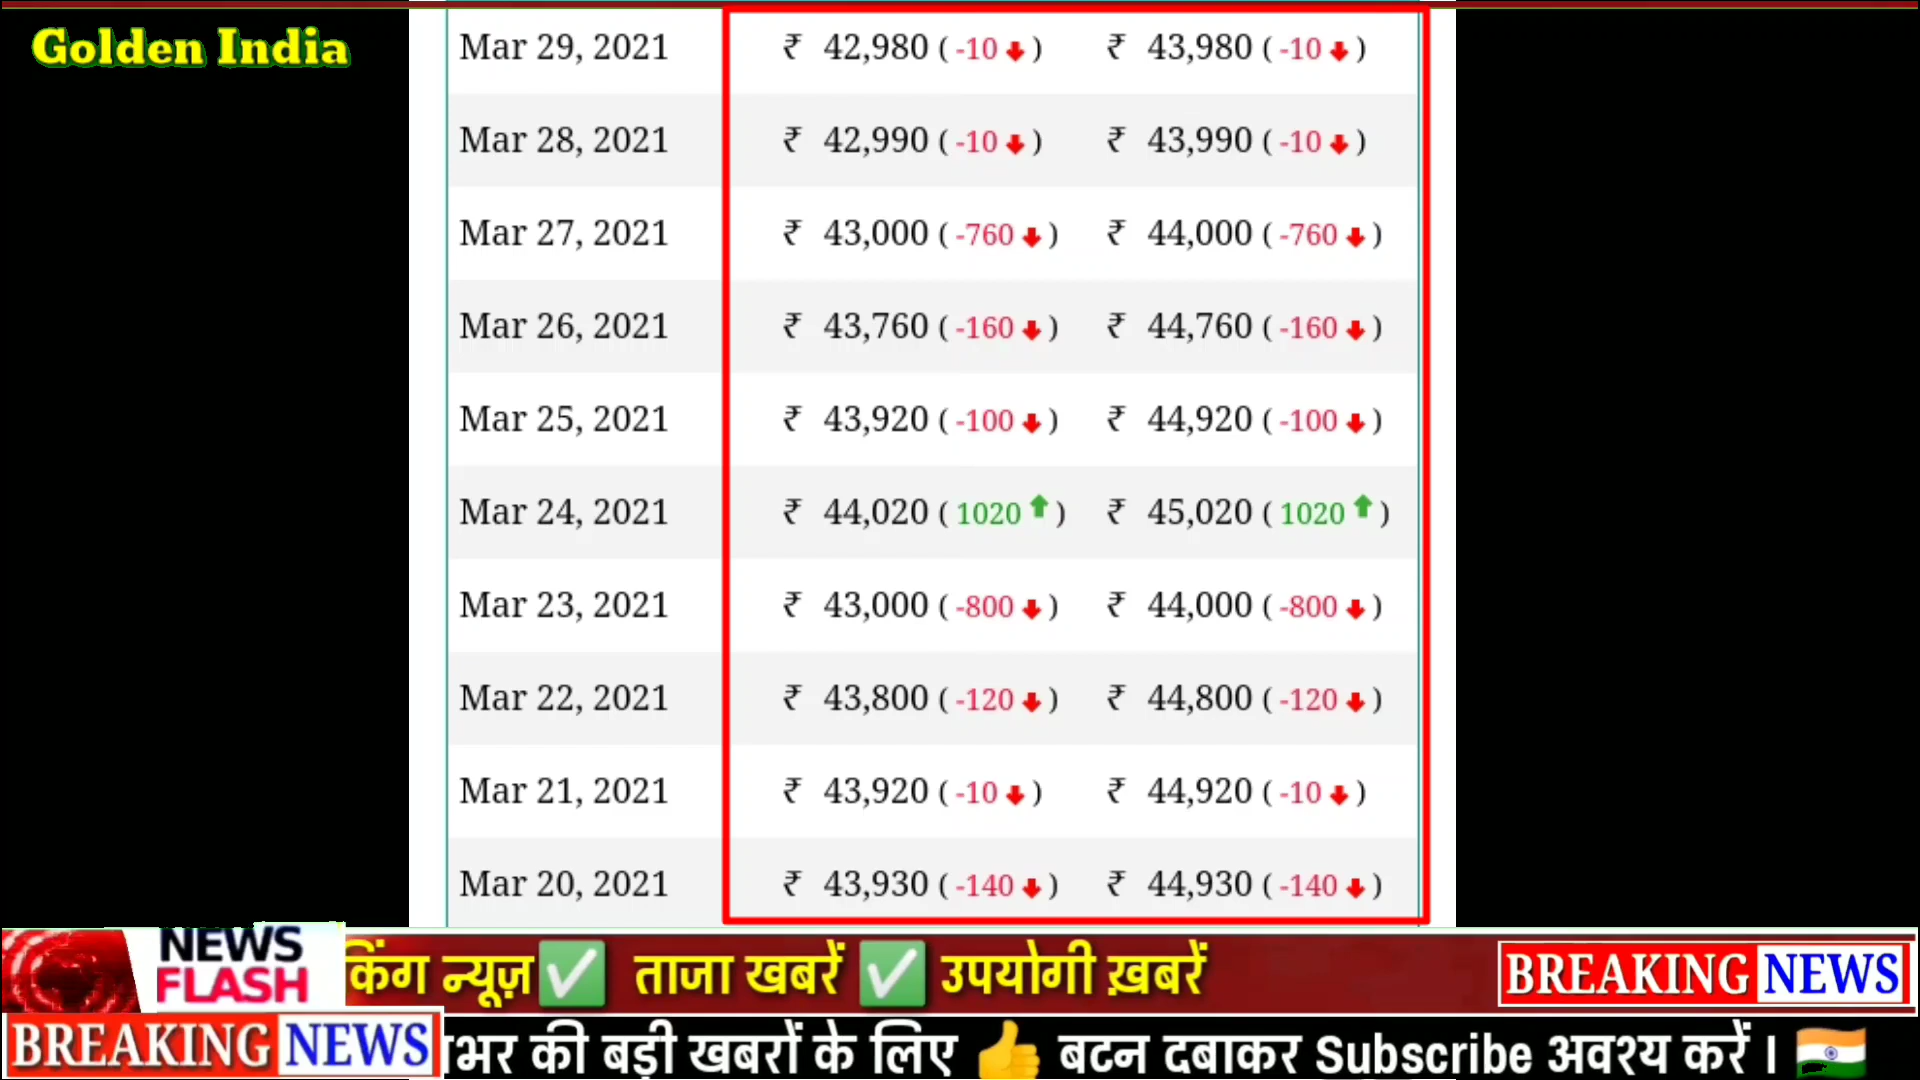 Golden India
Mar 29, 2021 ₹ 42,980 ( -10 ) ₹ 43,980 ( -10 )
Mar 28, 2021 ₹ 42,990 ( -10 ) ₹ 43,990 ( -10 )
Mar 27, 2021 ₹ 43,000 ( -760 ) ₹ 44,000 ( -760 )
Mar 26, 2021 ₹ 43,760 ( -160 ) ₹ 44,760 ( -160 )
Mar 25, 2021 ₹ 43,920 ( -100 ) ₹ 44,920 ( -100 )
Mar 24, 2021 ₹ 44,020 ( 1020 ) ₹ 45,020 ( 1020 )
Mar 23, 2021 ₹ 43,000 ( -800 ) ₹ 44,000 ( -800 )
Mar 22, 2021 ₹ 43,800 ( -120 ) ₹ 44,800 ( -120 )
Mar 21, 2021 ₹ 43,920 ( -10 ) ₹ 44,920 ( -10 )
Mar 20, 2021 ₹ 43,930 ( -140 ) ₹ 44,930 ( -140 )
NEWS
FLASH
किंग न्यूज़✅ ताजा खबरें ✅ उपयोगी ख़बरें
BREAKING NEWS
BREAKING NEWS
भर की बड़ी खबरों के लिए 👍 बटन दबाकर Subscribe अवश्य करें । 🇮🇳